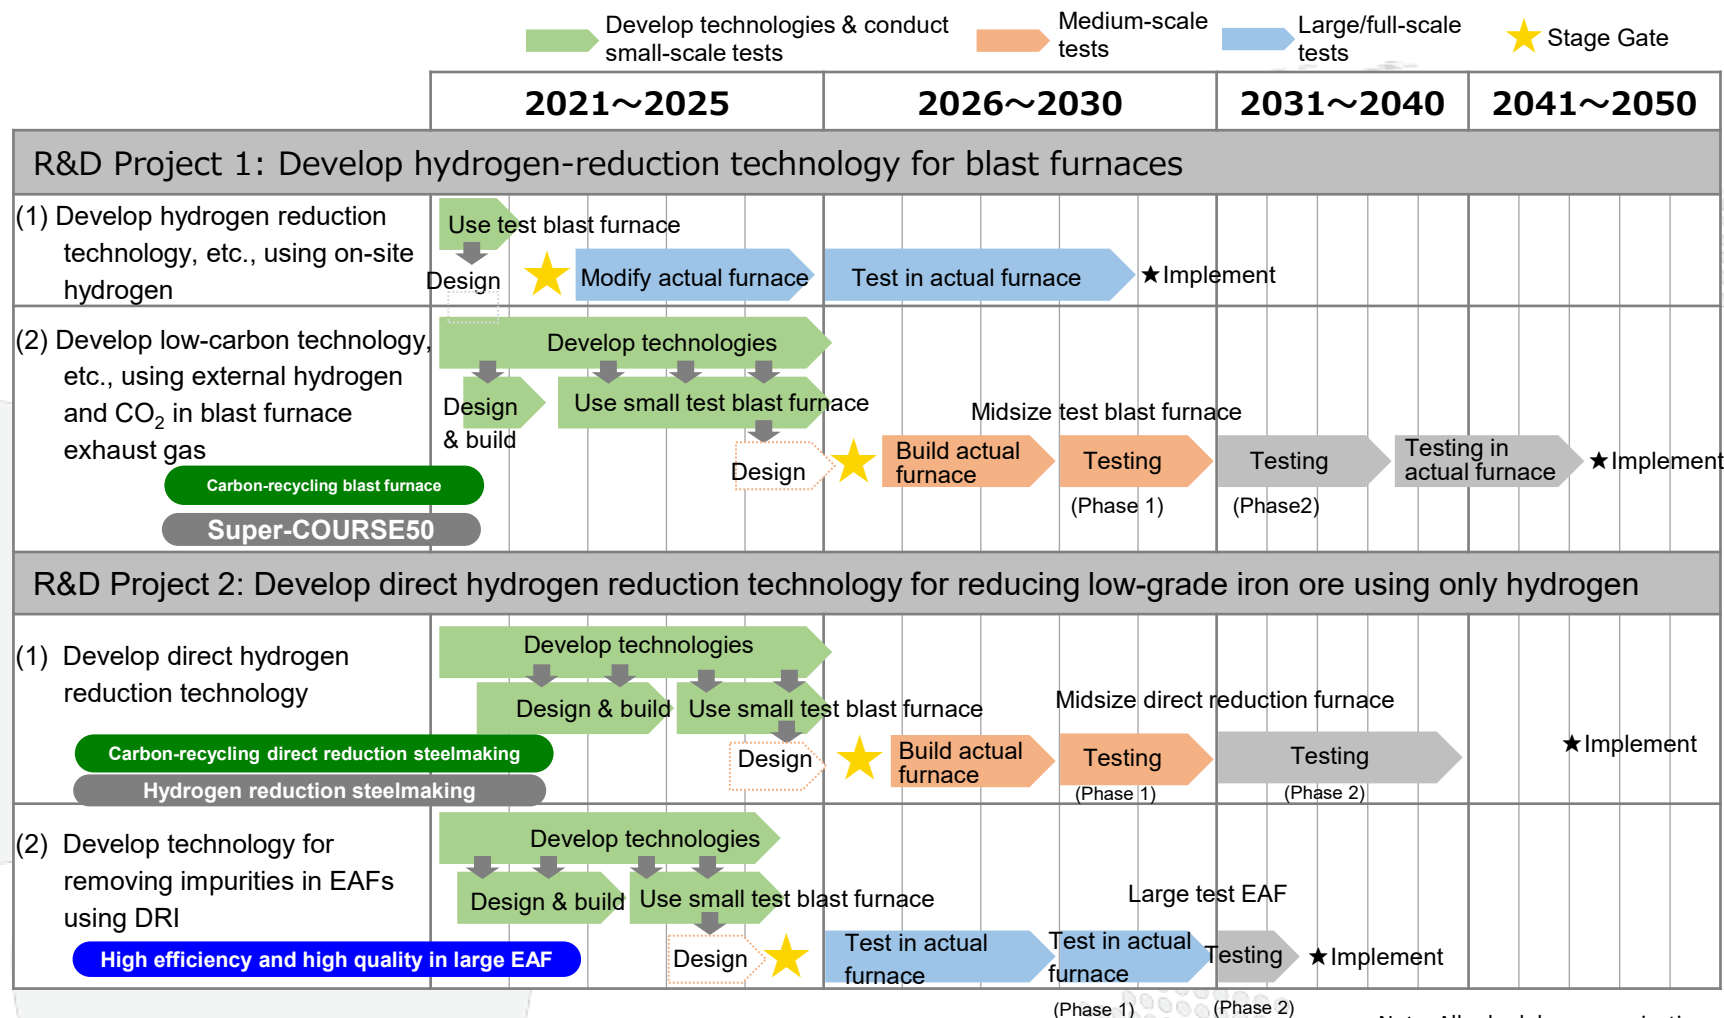 Develop technologies & conduct
small-scale tests
Medium-scale
tests
Large/full-scale
tests
Stage Gate
2021～2025
2026～2030
2031～2040
2041～2050
R&D Project 1: Develop hydrogen-reduction technology for blast furnaces
(1) Develop hydrogen reduction
technology, etc., using on-site
hydrogen
Use test blast furnace
Design
Modify actual furnace
Test in actual furnace
★Implement
(2) Develop low-carbon technology,
etc., using external hydrogen
and CO2 in blast furnace
exhaust gas
Carbon-recycling blast furnace
Super-COURSE50
Develop technologies
Design
& build
Use small test blast furnace
Design
Midsize test blast furnace
Build actual
furnace
Testing
(Phase 1)
Testing
(Phase2)
Testing in
actual furnace
★Implement
R&D Project 2: Develop direct hydrogen reduction technology for reducing low-grade iron ore using only hydrogen
(1) Develop direct hydrogen
reduction technology
Carbon-recycling direct reduction steelmaking
Hydrogen reduction steelmaking
Develop technologies
Design & build
Use small test blast furnace
Design
Midsize direct reduction furnace
Build actual
furnace
Testing
(Phase 1)
Testing
(Phase 2)
★Implement
(2) Develop technology for
removing impurities in EAFs
using DRI
High efficiency and high quality in large EAF
Develop technologies
Design & build
Use small test blast furnace
Design
Large test EAF
Test in actual
furnace
Test in actual
furnace
(Phase 1)
Testing
(Phase 2)
★Implement